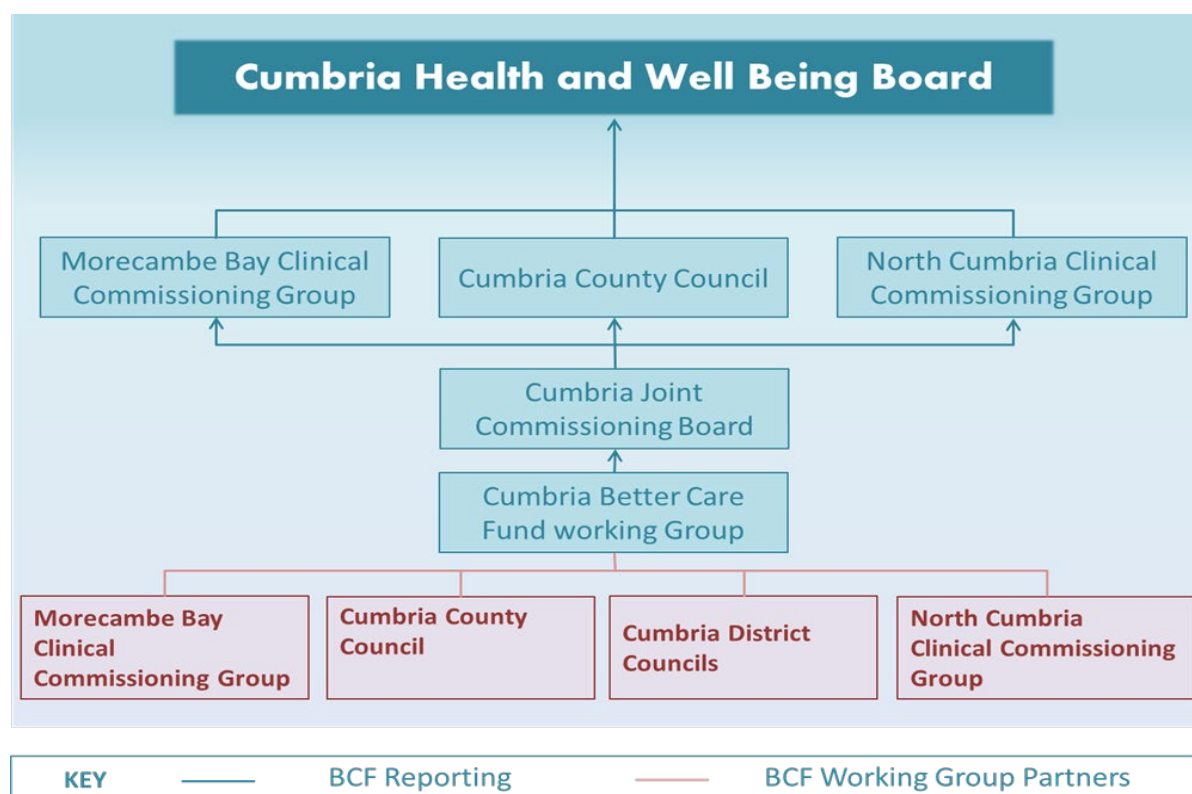 Cumbria Health and Well Being Board
Morecambe Bay Clinical
Commissioning Group
Cumbria County Council
North Cumbria Clinical
Commissioning Group
Cumbria Joint
Commissioning Board
Cumbria Better Care
Fund working Group
Morecambe Bay
Clinical
Commissioning Group
Cumbria County
Council
Cumbria District
Councils
North Cumbria
Clinical Commissioning
Group
KEY BCF Reporting BCF Working Group Partners